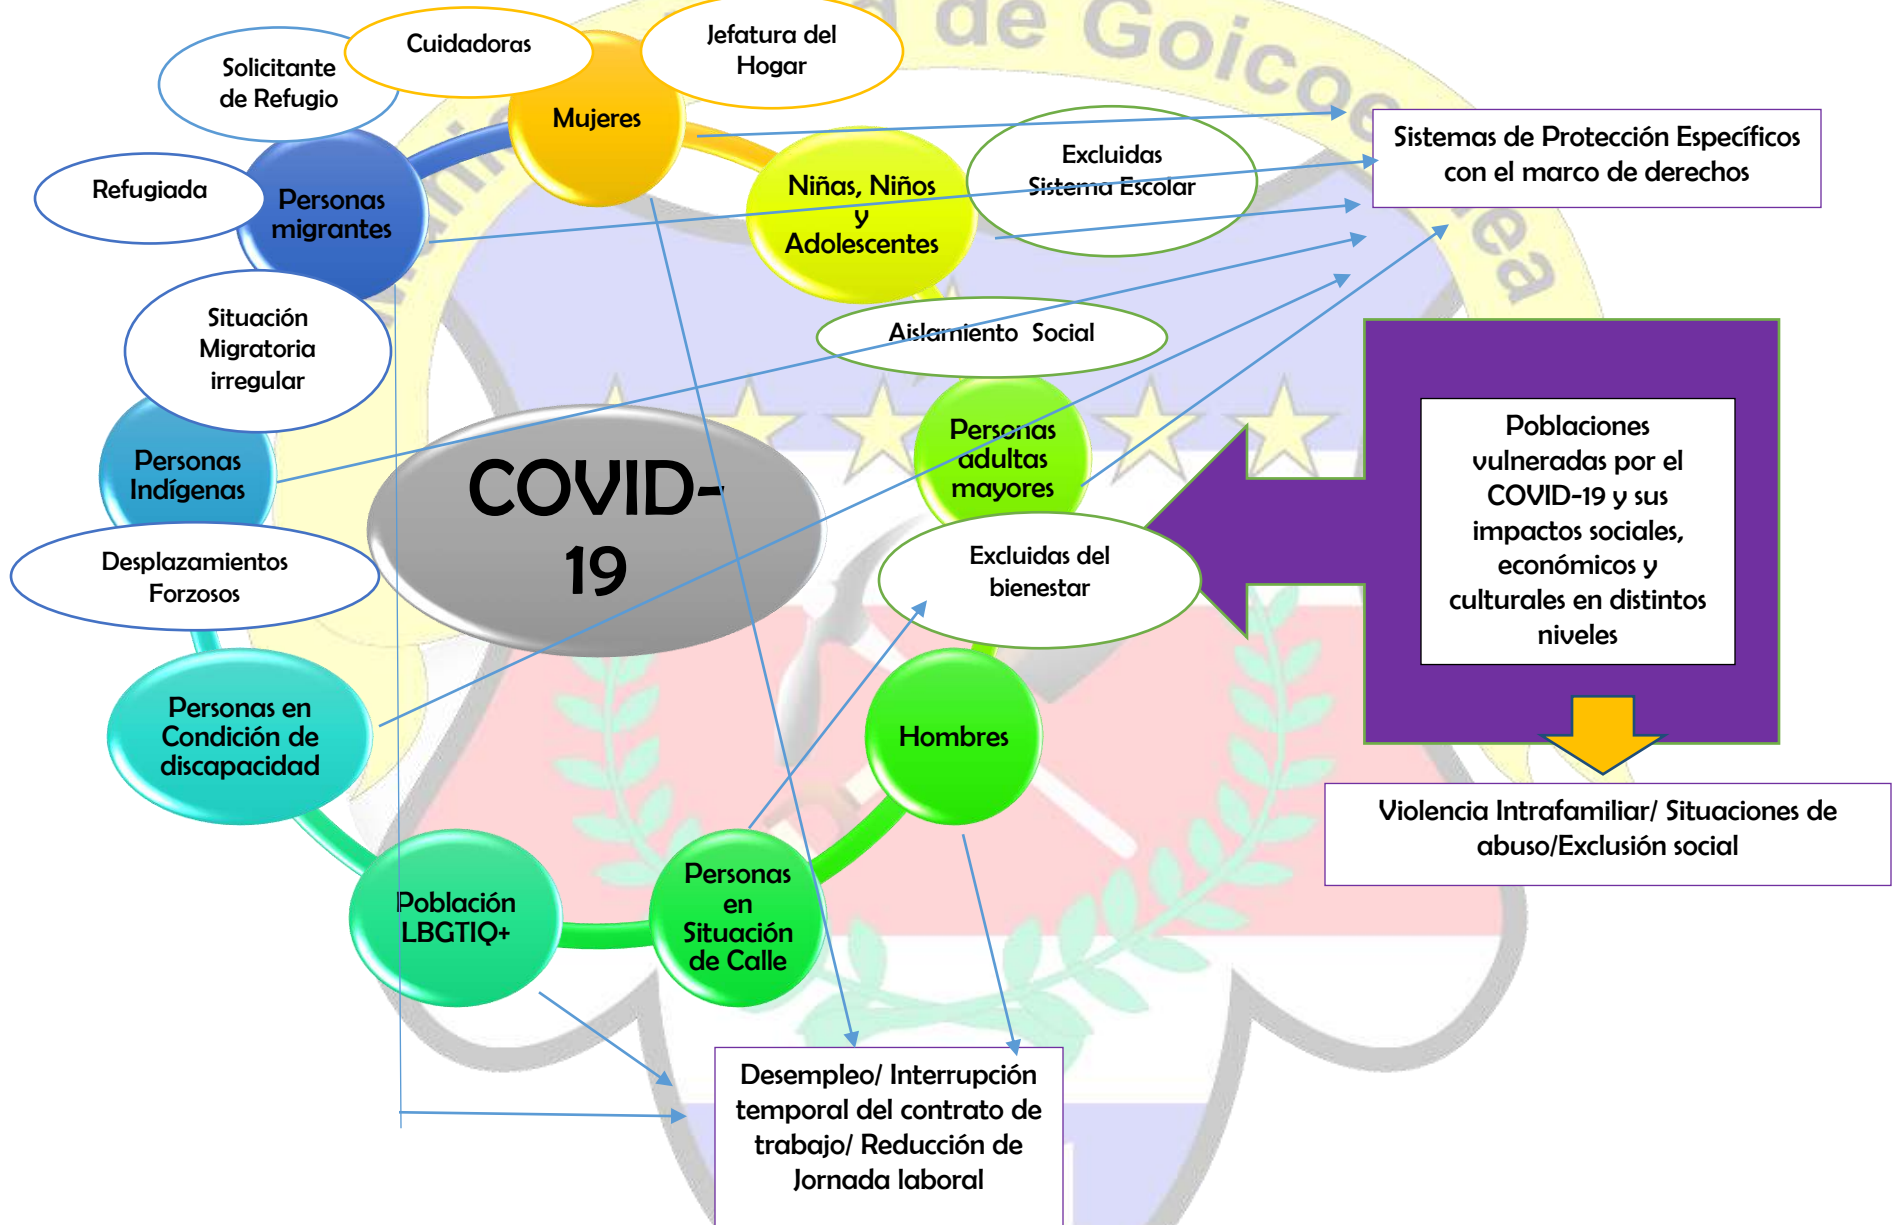 d de Goicoechea
Cuidadoras
Jefatura del
Hogar
Solicitante
de Refugio
Mujeres
Sistemas de Protección Específicos
con el marco de derechos
Excluidas
Sistema Escolar
Niñas, Niños
y
Adolescentes
Refugiada
Personas
migrantes
Situación
Migratoria
irregular
Aislamiento Social
Personas
Indígenas
COVID-
19
Personas
adultas
mayores
Poblaciones
vulneradas por el
COVID-19 y sus
impactos sociales,
económicos y
culturales en distintos
niveles
Desplazamientos
Forzosos
Excluidas del
bienestar
Personas en
Condición de
discapacidad
Hombres
Violencia Intrafamiliar/ Situaciones de
abuso/Exclusión social
Población
LBGTIQ+
Personas
en
Situación
de Calle
Desempleo/ Interrupción
temporal del contrato de
trabajo/ Reducción de
Jornada laboral